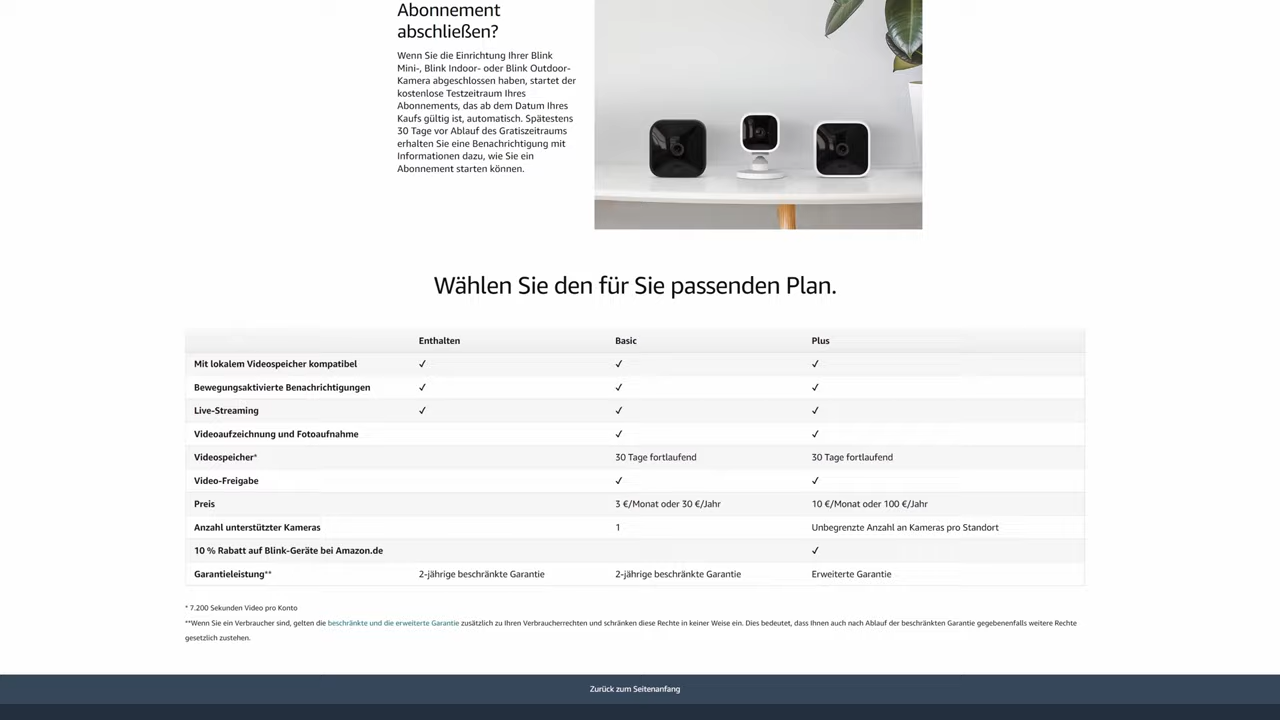 Abonnement
abschließen?
Wenn Sie die Einrichtung Ihrer Blink
Mini-, Blink Indoor- oder Blink Outdoor-
Kamera abgeschlossen haben, startet der
kostenlose Testzeitraum Ihres
Abonnements, das ab dem Datum Ihres
Kaufs gültig ist, automatisch. Spätestens
30 Tage vor Ablauf des Gratiszeitraums
erhalten Sie eine Benachrichtigung mit
Informationen dazu, wie Sie ein
Abonnement starten können.
Wählen Sie den für Sie passenden Plan.
Enthalten Basic Plus
Mit lokalem Videospeicher kompatibel ✓ ✓ ✓
Bewegungsaktivierte Benachrichtigungen ✓ ✓ ✓
Live-Streaming ✓ ✓ ✓
Videoaufzeichnung und Fotoaufnahme ✓ ✓
Videospeicher* 30 Tage fortlaufend 30 Tage fortlaufend
Video-Freigabe ✓ ✓
Preis 3 €/Monat oder 30 €/Jahr 10 €/Monat oder 100 €/Jahr
Anzahl unterstützter Kameras 1 Unbegrenzte Anzahl an Kameras pro Standort
10 % Rabatt auf Blink-Geräte bei Amazon.de ✓
Garantieleistung** 2-jährige beschränkte Garantie 2-jährige beschränkte Garantie Erweiterte Garantie
* 7.200 Sekunden Video pro Konto
**Wenn Sie ein Verbraucher sind, gelten die beschränkte und die erweiterte Garantie zusätzlich zu Ihren Verbraucherrechten und schränken diese Rechte in keiner Weise ein. Dies bedeutet, dass Ihnen auch nach Ablauf der beschränkten Garantie gegebenenfalls weitere Rechte
gesetzlich zustehen.
Zurück zum Seitenanfang